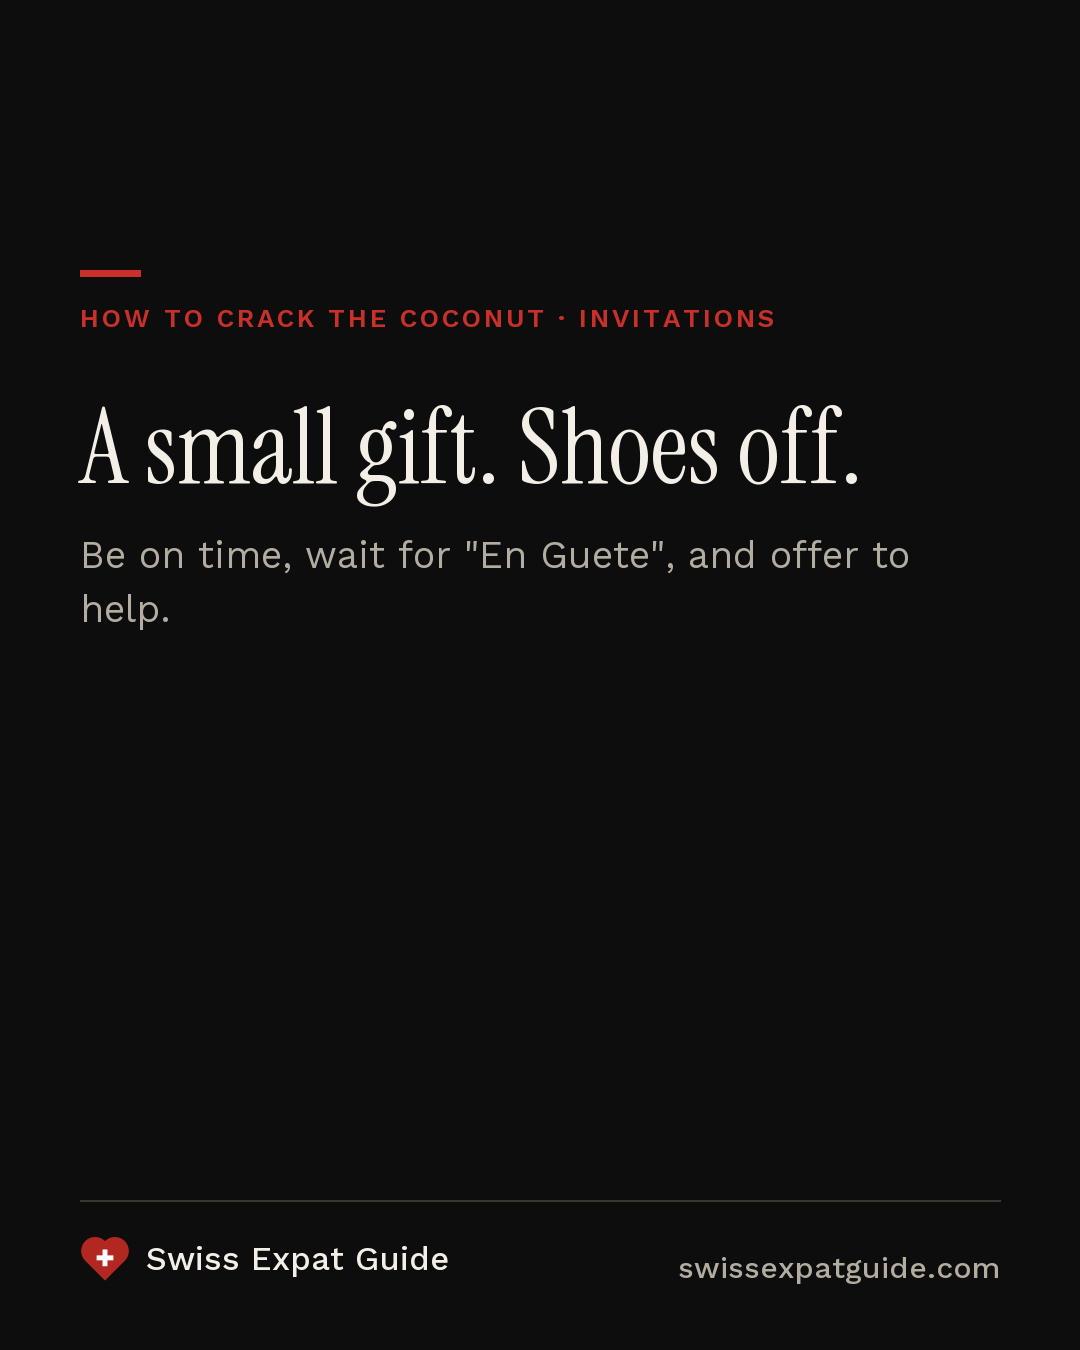 HOW TO CRACK THE COCONUT · INVITATIONS
A small gift. Shoes off.
Be on time, wait for "En Guete", and offer to
help.
Swiss Expat Guide
swissexpatguide.com